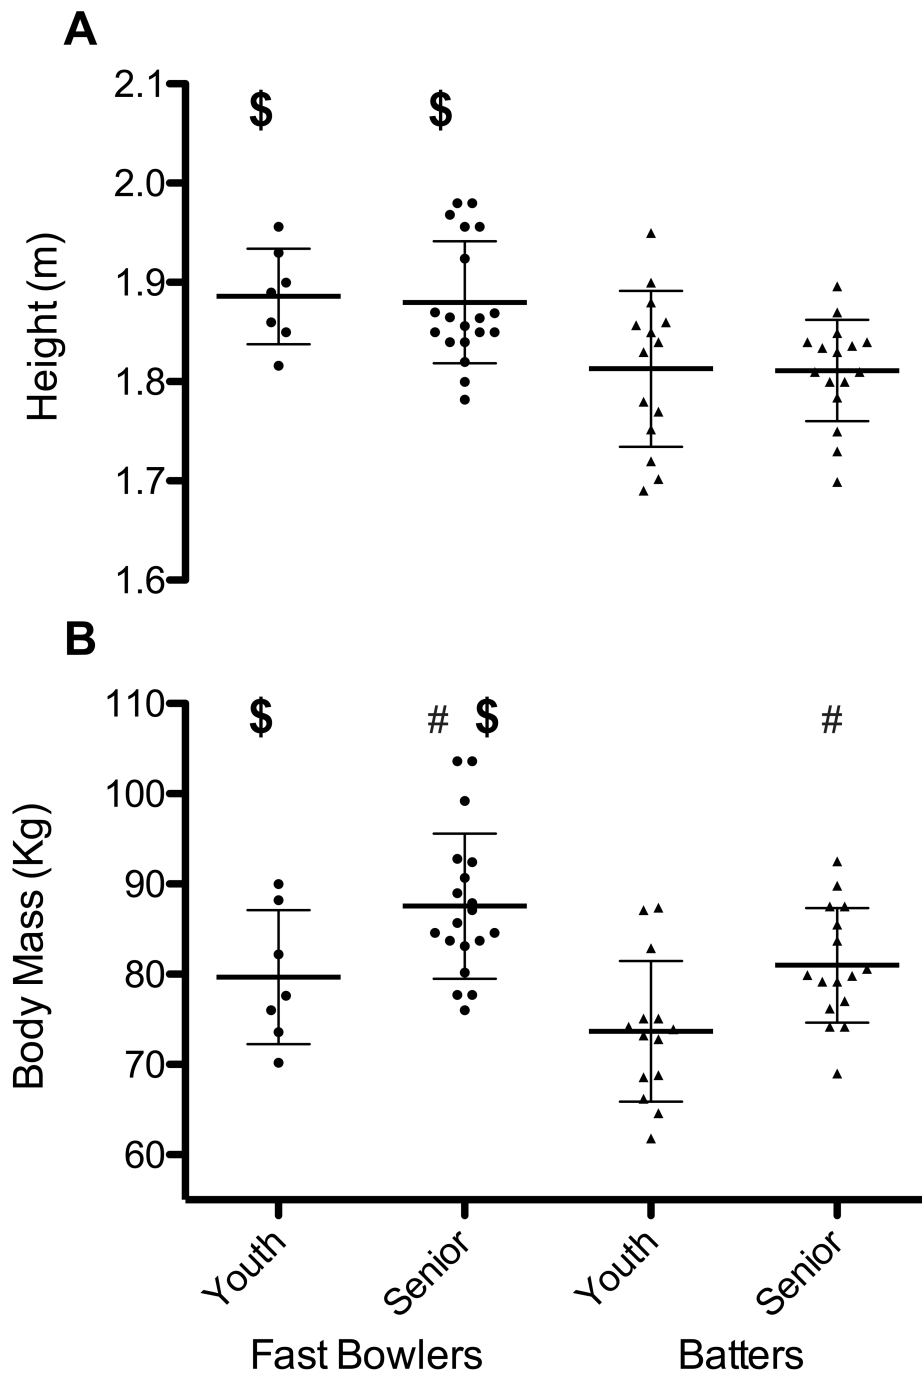 A
2.1
$ $
2.0
1.9
1.8
1.7
1.6
Height (m)
B
110
$ # $ #
100
90
80
70
60
Body Mass (Kg)
Youth Senior Youth Senior
Fast Bowlers Batters